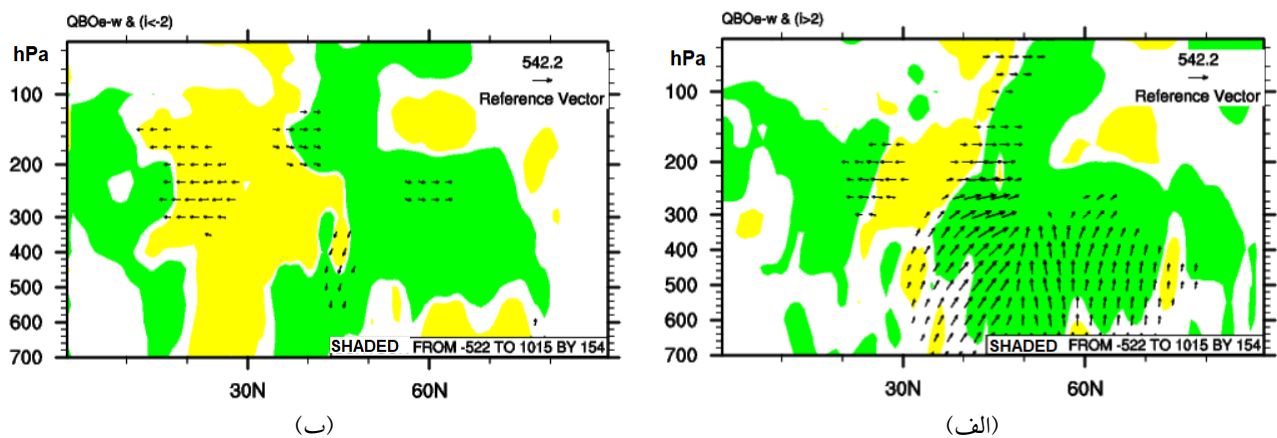 QBOe-w & (i<-2)
hPa
542.2
Reference Vector
100
200
300
400
500
600
700
SHADED FROM -522 TO 1015 BY 154
30N
60N
(ب)
QBOe-w & (i>2)
hPa
542.2
Reference Vector
100
200
300
400
500
600
700
SHADED FROM -522 TO 1015 BY 154
30N
60N
(الف)